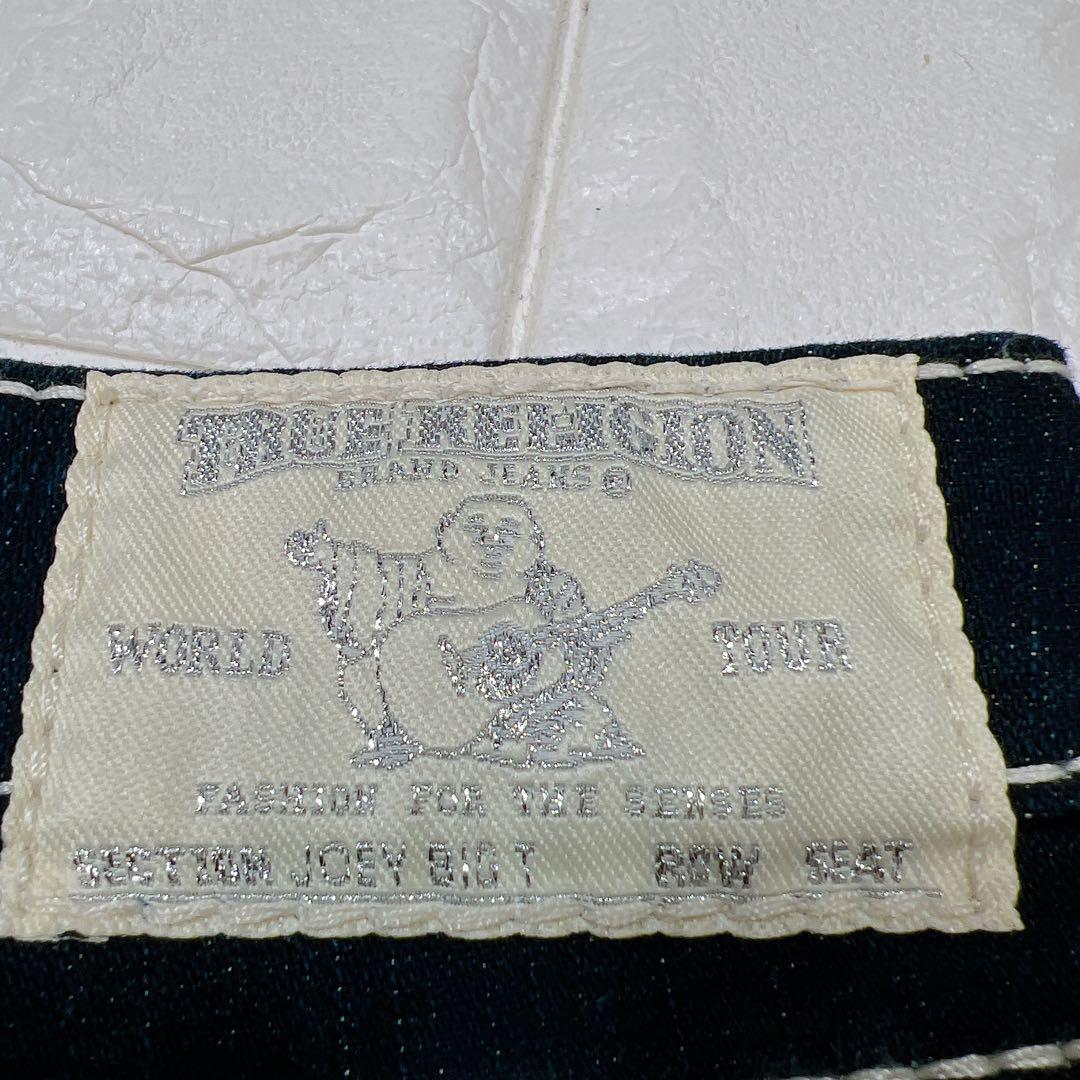 TRUE RELIGION
BRAND JEANS ®
WORLD TOUR
FASHION FOR THE SENSES
SECTION JOEY BIG T ROW SEAT